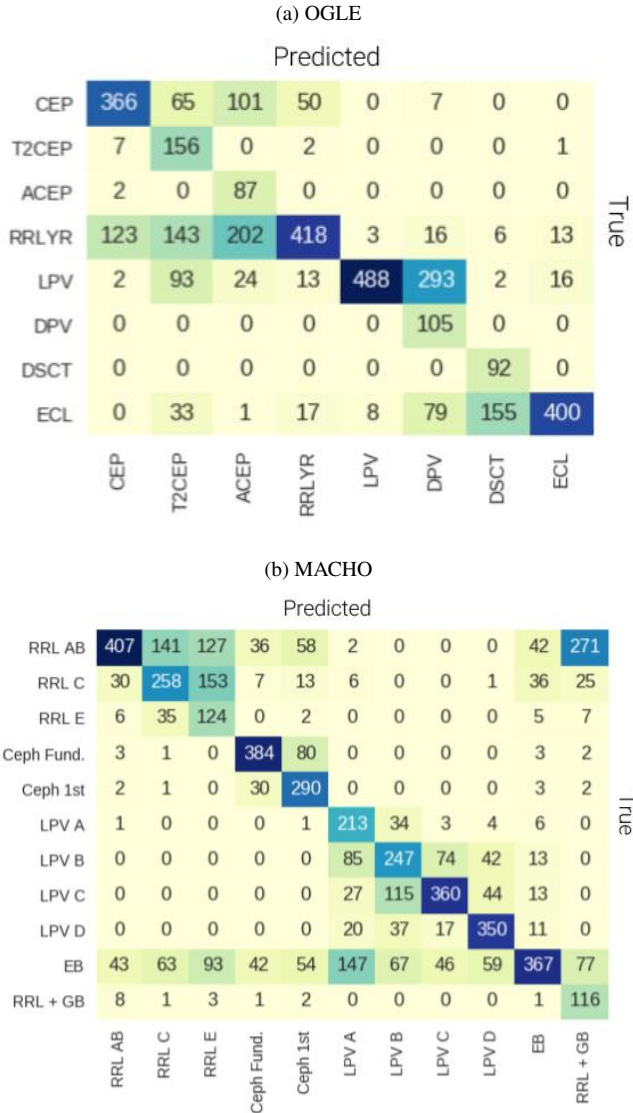 (a) OGLE
Predicted
CEP 366 65 101 50 0 7 0 0
T2CEP 7 156 0 2 0 0 0 1
ACEP 2 0 87 0 0 0 0 0
RRLYR 123 143 202 418 3 16 6 13
LPV 2 93 24 13 488 293 2 16
DPV 0 0 0 0 0 105 0 0
DSCT 0 0 0 0 0 0 92 0
ECL 0 33 1 17 8 79 155 400
True
CEP T2CEP ACEP RRLYR LPV DPV DSCT ECL
(b) MACHO
Predicted
RRL AB 407 141 127 36 58 2 0 0 0 42 271
RRL C 30 258 153 7 13 6 0 0 1 36 25
RRL E 6 35 124 0 2 0 0 0 0 5 7
Ceph Fund. 3 1 0 384 80 0 0 0 0 3 2
Ceph 1st 2 1 0 30 290 0 0 0 0 3 2
LPV A 1 0 0 0 1 213 34 3 4 6 0
LPV B 0 0 0 0 0 85 247 74 42 13 0
LPV C 0 0 0 0 0 27 115 360 44 13 0
LPV D 0 0 0 0 0 20 37 17 350 11 0
EB 43 63 93 42 54 147 67 46 59 367 77
RRL + GB 8 1 3 1 2 0 0 0 0 1 116
True
RRL AB RRL C RRL E Ceph Fund. Ceph 1st LPV A LPV B LPV C LPV D EB RRL + GB